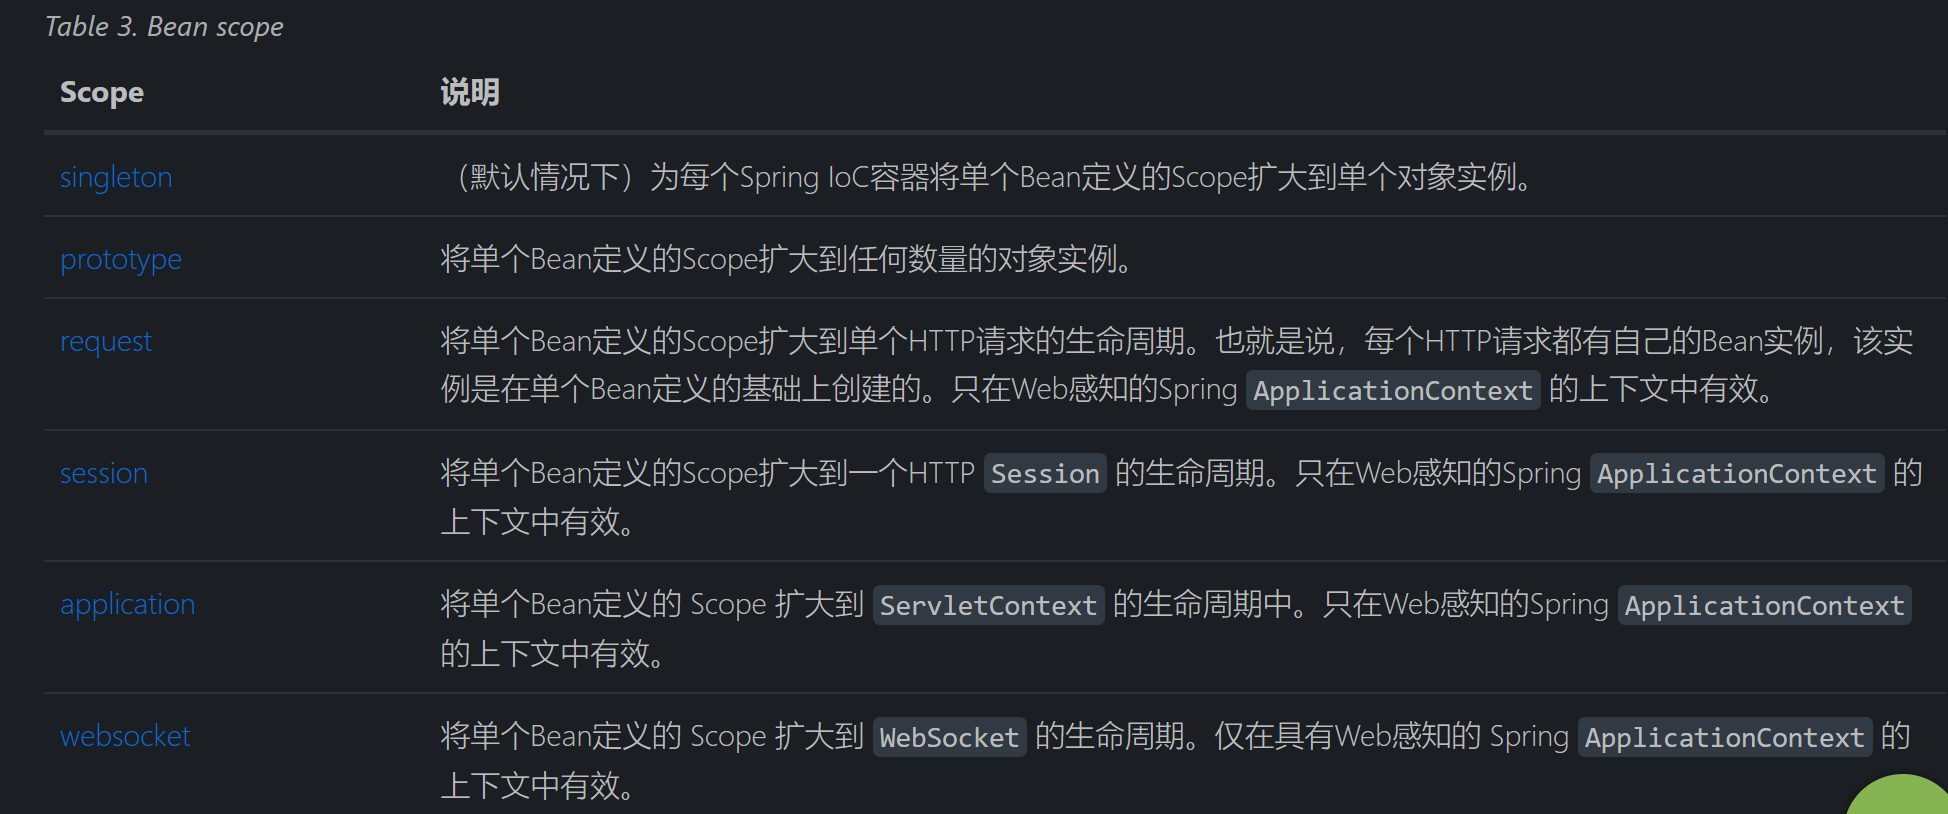 Table 3. Bean scope
Scope 说明
singleton （默认情况下）为每个Spring IoC容器将单个Bean定义的Scope扩大到单个对象实例。
prototype 将单个Bean定义的Scope扩大到任何数量的对象实例。
request 将单个Bean定义的Scope扩大到单个HTTP请求的生命周期。也就是说，每个HTTP请求都有自己的Bean实例，该实
例是在单个Bean定义的基础上创建的。只在Web感知的Spring ApplicationContext 的上下文中有效。
session 将单个Bean定义的Scope扩大到一个HTTP Session 的生命周期。只在Web感知的Spring ApplicationContext 的
上下文中有效。
application 将单个Bean定义的 Scope 扩大到 ServletContext 的生命周期中。只在Web感知的Spring ApplicationContext
的上下文中有效。
websocket 将单个Bean定义的 Scope 扩大到 WebSocket 的生命周期。仅在具有Web感知的 Spring ApplicationContext 的
上下文中有效。